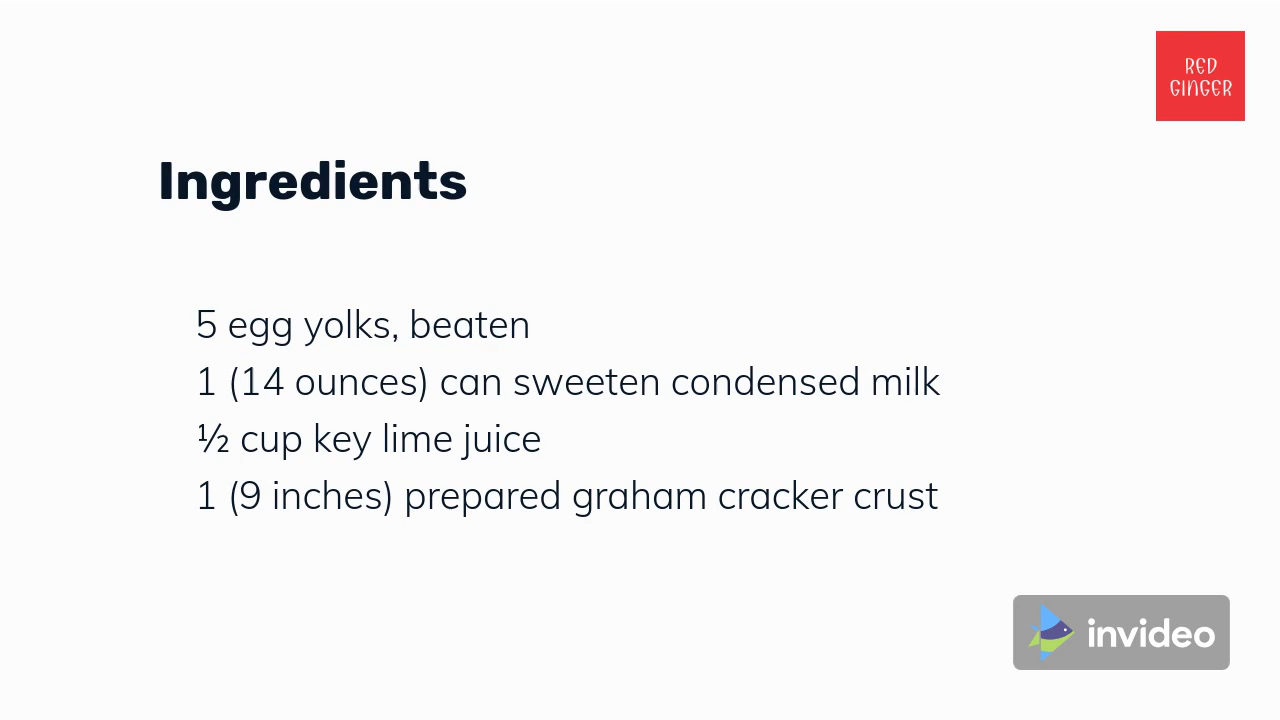 RED
GINGER
Ingredients
5 egg yolks, beaten
1 (14 ounces) can sweeten condensed milk
½ cup key lime juice
1 (9 inches) prepared graham cracker crust
invideo